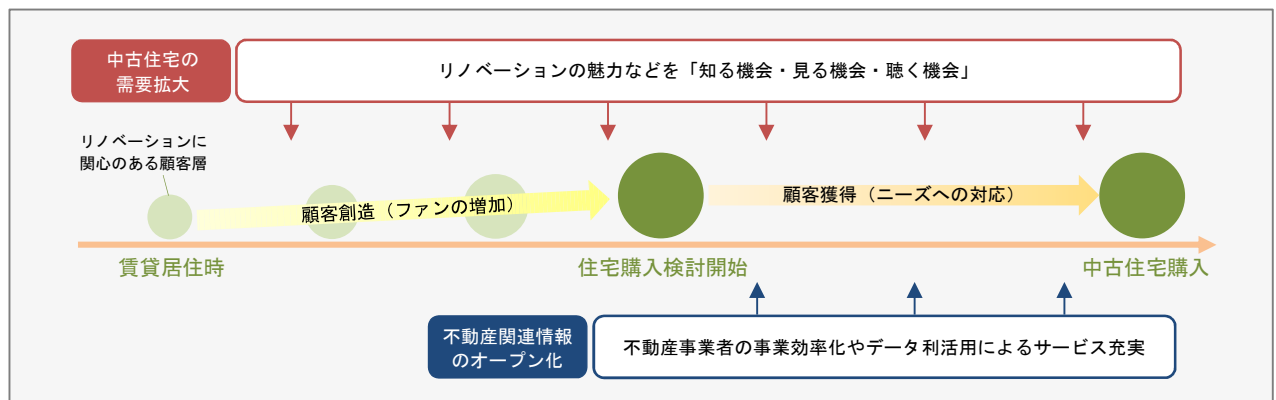 中古住宅の
需要拡大
リノベーションの魅力などを「知る機会・見る機会・聴く機会」
リノベーションに
関心のある顧客層
顧客創造（ファンの増加）
顧客獲得（ニーズへの対応）
賃貸居住時
住宅購入検討開始
中古住宅購入
不動産関連情報
のオープン化
不動産事業者の事業効率化やデータ利活用によるサービス充実